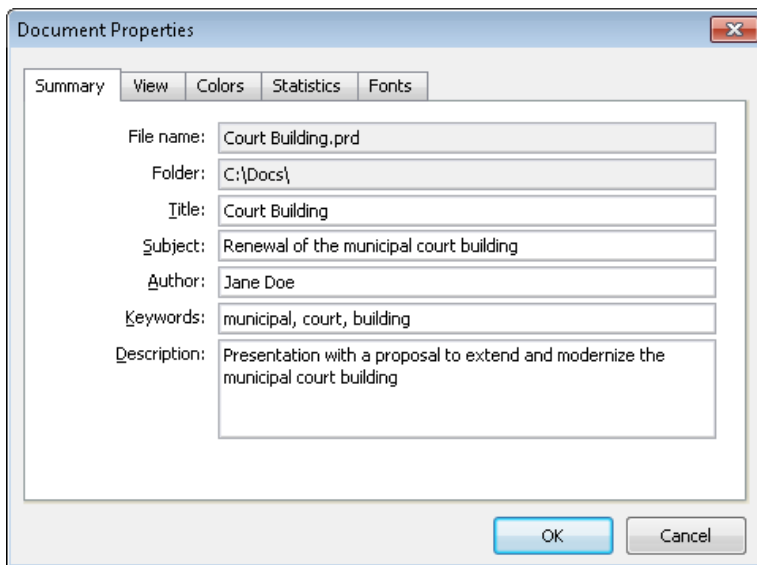 Document Properties
Summary View Colors Statistics Fonts
File name: Court Building.prd
Folder: C:\Docs\
Title: Court Building
Subject: Renewal of the municipal court building
Author: Jane Doe
Keywords: municipal, court, building
Description: Presentation with a proposal to extend and modernize the
municipal court building
OK Cancel